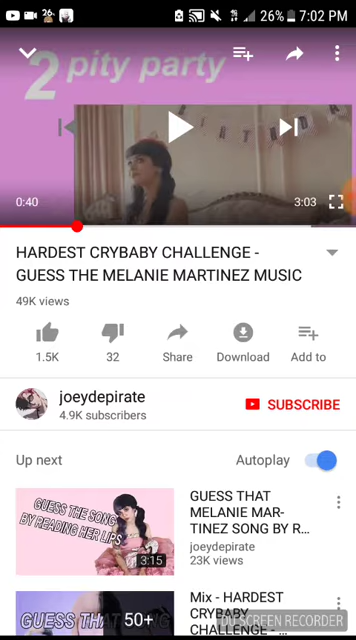 26% 7:02 PM
2 pity party
0:40
3:03
HARDEST CRYBABY CHALLENGE -
GUESS THE MELANIE MARTINEZ MUSIC
49K views
1.5K
32
Share
Download
Add to
joeydepirate
4.9K subscribers
SUBSCRIBE
Up next
Autoplay
GUESS THE SONG
BY READING HER LIPS
3:15
GUESS THAT
MELANIE MAR-
TINEZ SONG BY R...
joeydepirate
23K views
GUESS THAT
50+
Mix - HARDEST
CRYBABY
CHALLENGE - ...
DU SCREEN RECORDER